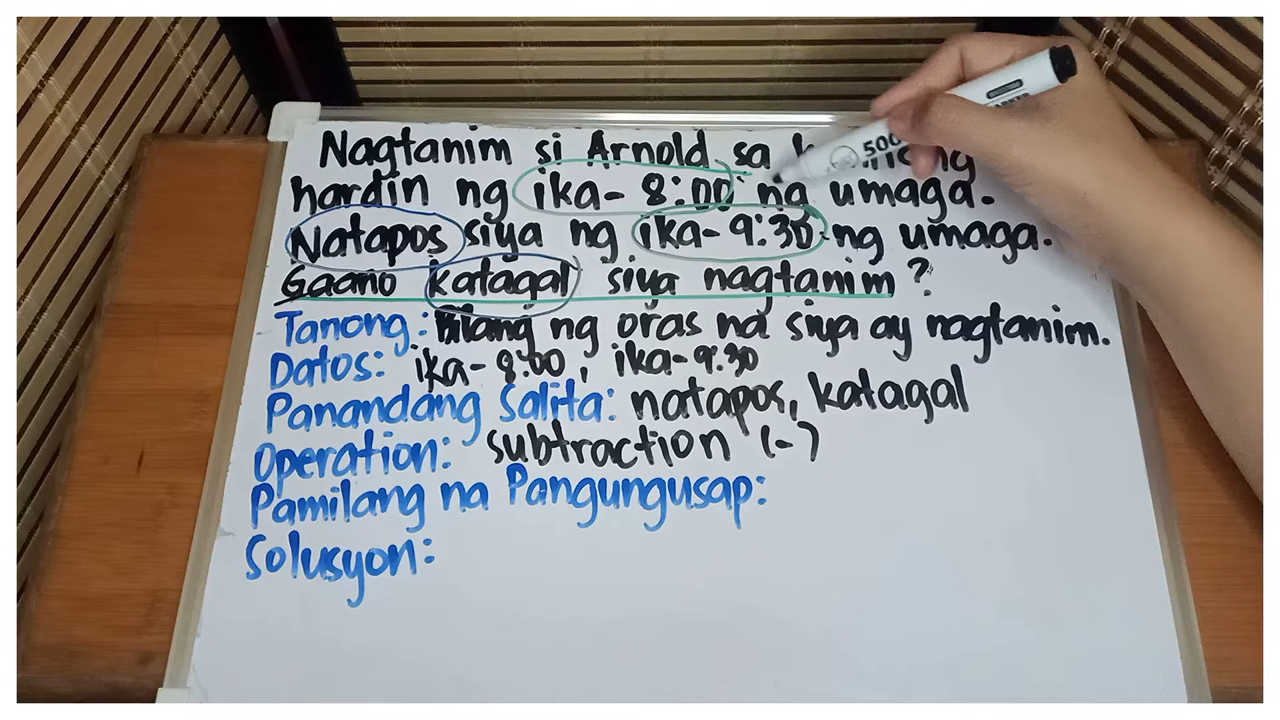 Nagtanim si Arnold sa
hardin ng ika-8:00 ng umaga.
Natapos siya ng ika-9:30 ng umaga.
Gaano katagal siya nagtanim?
Tanong: Bilang ng oras na siya ay nagtanim.
Datos: ika-8:00, ika-9:30
Panandang Salita: natapos, katagal
Operation: subtraction (-)
Pamilang na Pangungusap:
Solusyon:
500